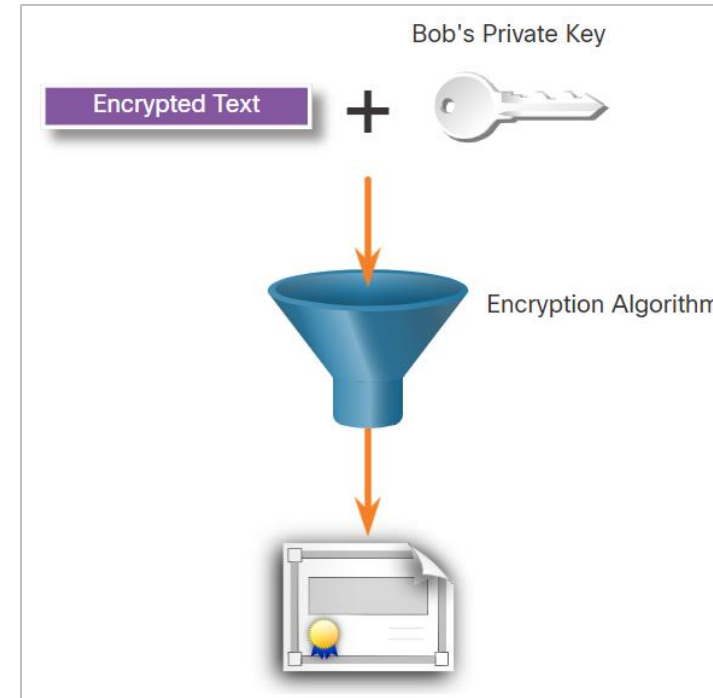 Bob's Private Key
Encrypted Text
+
Encryption Algorithm